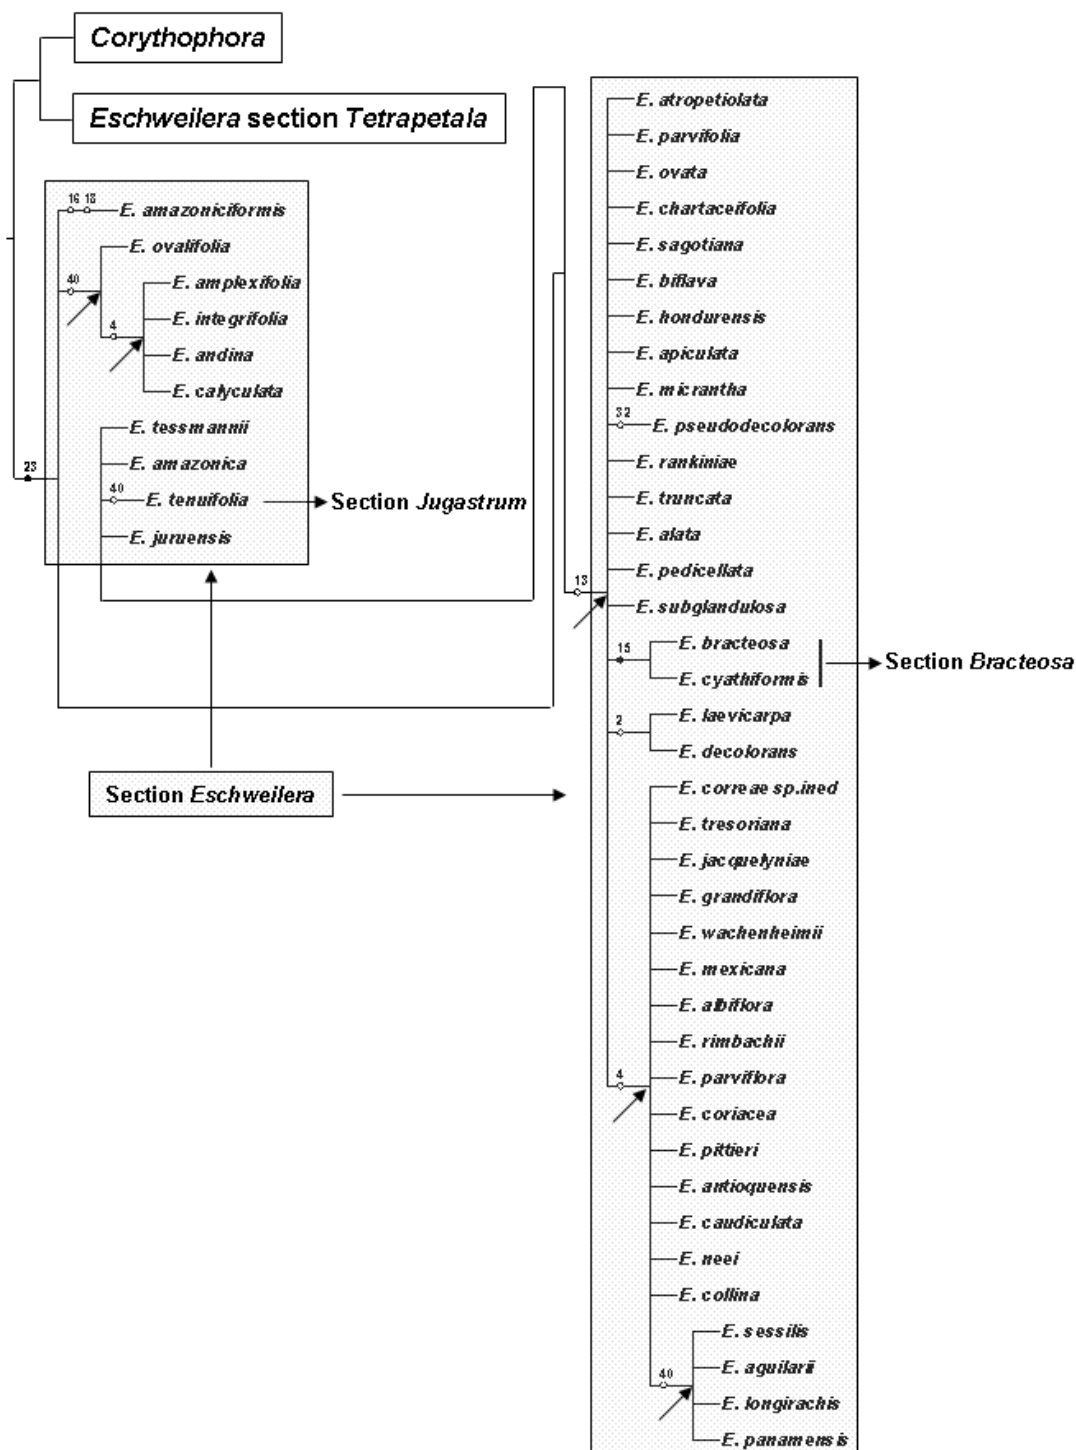 Corythophora
Eschweilera section Tetrapetala
16 18
E. amazoniciformis
E. ovalifolia
40
E. amplexifolia
E. integrifolia
4
E. andina
E. calyculata
E. tessmannii
23
E. amazonica
40
E. tenuifolia
Section Jugastrum
E. juruensis
Section Eschweilera
13
E. atropetiolata
E. parvifolia
E. ovata
E. chartaceifolia
E. sagotiana
E. biflava
E. hondurensis
E. apiculata
E. micrantha
32
E. pseudodecolorans
E. rankiniae
E. truncata
E. alata
E. pedicellata
E. subglandulosa
15
E. bracteosa
E. cyathiformis
Section Bracteosa
2
E. laevicarpa
E. decolorans
E. correae sp.ined
E. tresoriana
E. jacquelyniae
E. grandiflora
E. wachenheimii
E. mexicana
E. albiflora
E. rimbachii
4
E. parviflora
E. coriacea
E. pittieri
E. antioquensis
E. caudiculata
E. neei
E. collina
E. sessilis
40
E. aguilarii
E. longirachis
E. panamensis